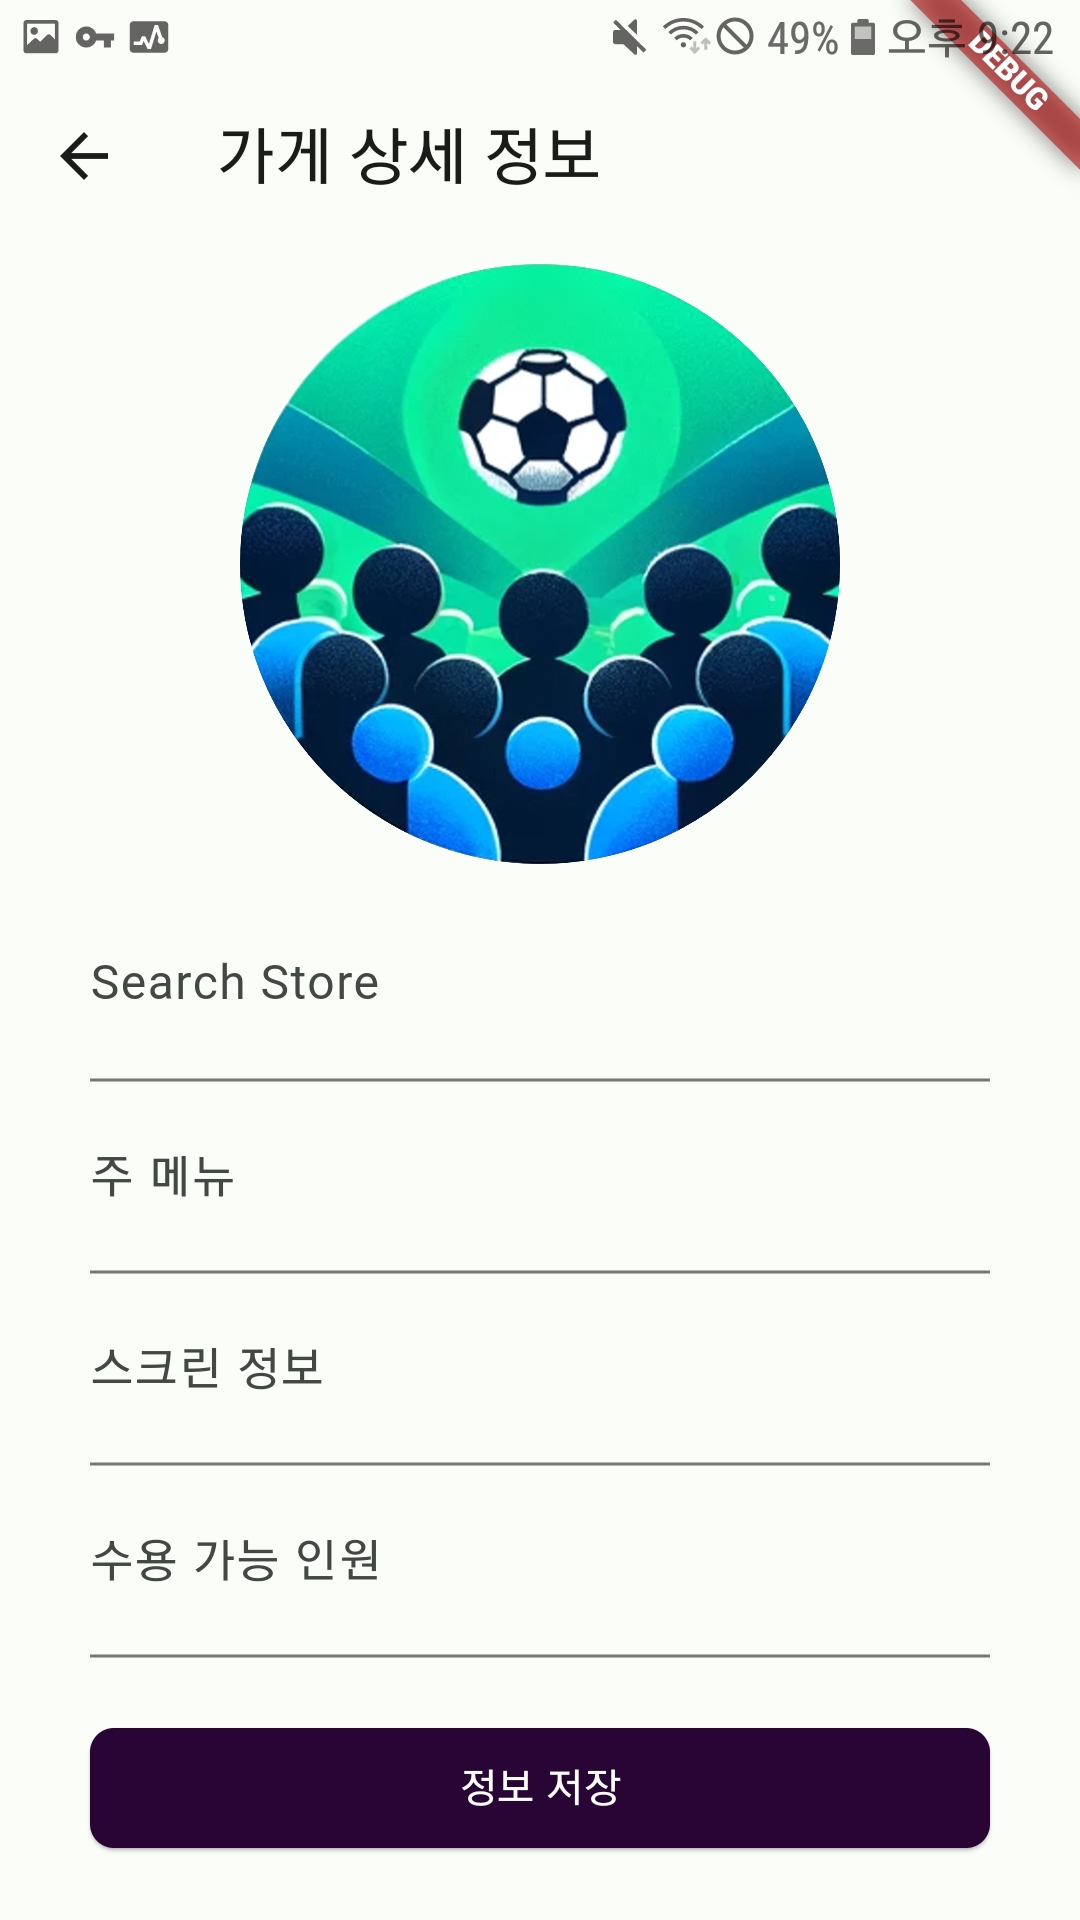 49% 오후 9:22
DEBUG
가게 상세 정보
Search Store
주 메뉴
스크린 정보
수용 가능 인원
정보 저장